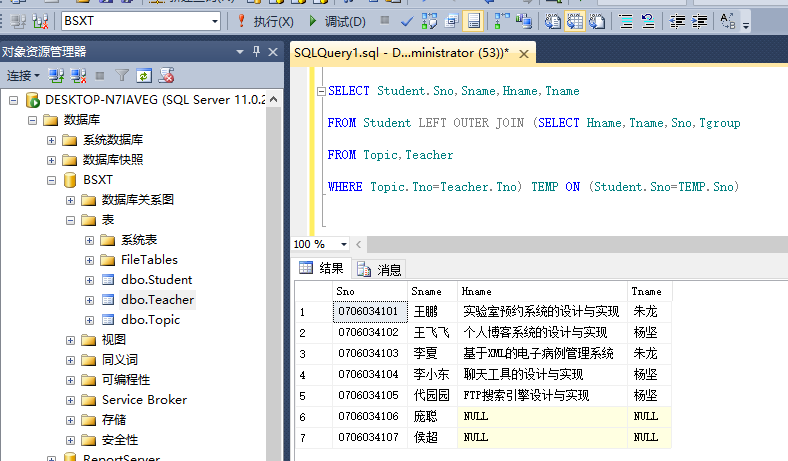 BSXT
执行(X)
调试(D)
对象资源管理器
连接
DESKTOP-N7IAVEG (SQL Server 11.0.2
数据库
系统数据库
数据库快照
BSXT
数据库关系图
表
系统表
FileTables
dbo.Student
dbo.Teacher
dbo.Topic
视图
同义词
可编程性
Service Broker
存储
安全性
ReportServer
SQLQuery1.sql - D...ministrator (53))*
SELECT Student.Sno,Sname,Hname,Tname
FROM Student LEFT OUTER JOIN (SELECT Hname,Tname,Sno,Tgroup
FROM Topic,Teacher
WHERE Topic.Tno=Teacher.Tno) TEMP ON (Student.Sno=TEMP.Sno)
100 %
结果 消息
Sno Sname Hname Tname
1 0706034101 王鹏 实验室预约系统的设计与实现 朱龙
2 0706034102 王飞飞 个人博客系统的设计与实现 杨坚
3 0706034103 李夏 基于XML的电子病例管理系统 朱龙
4 0706034104 李小东 聊天工具的设计与实现 杨坚
5 0706034105 代园园 FTP搜索引擎设计与实现 杨坚
6 0706034106 庞聪 NULL NULL
7 0706034107 侯超 NULL NULL